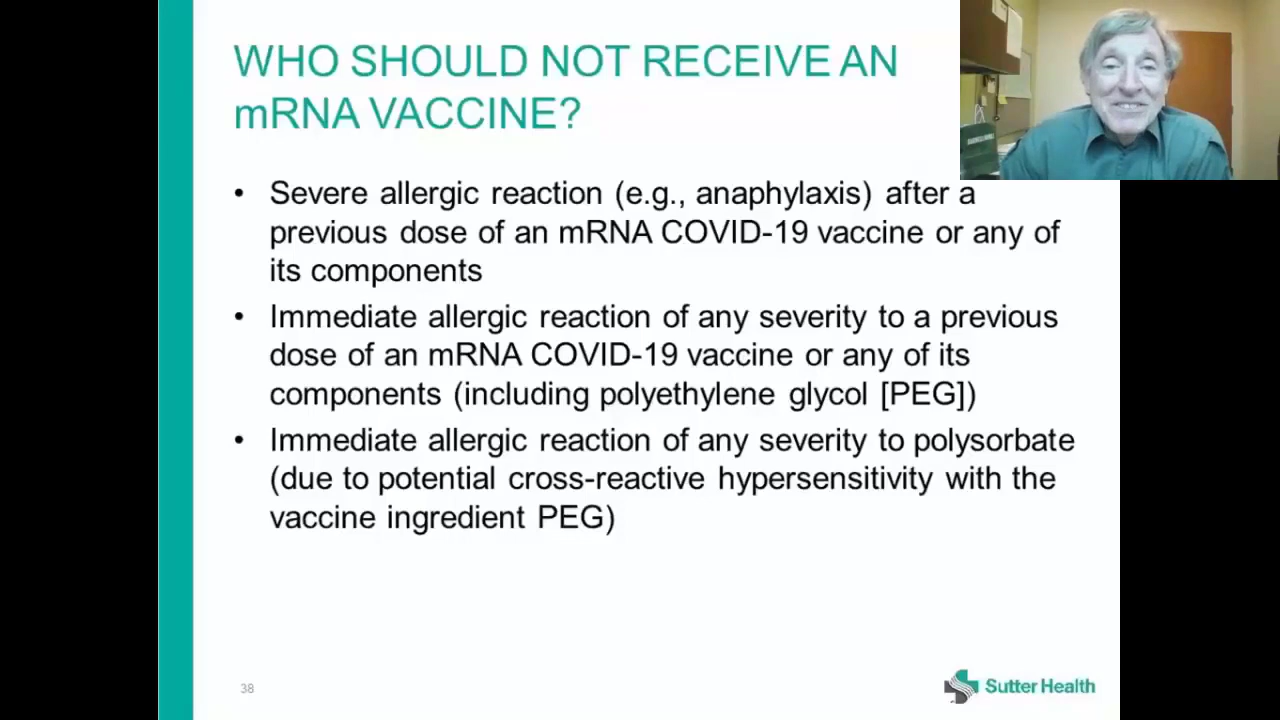 WHO SHOULD NOT RECEIVE AN
mRNA VACCINE?
• Severe allergic reaction (e.g., anaphylaxis) after a
previous dose of an mRNA COVID-19 vaccine or any of
its components
• Immediate allergic reaction of any severity to a previous
dose of an mRNA COVID-19 vaccine or any of its
components (including polyethylene glycol [PEG])
• Immediate allergic reaction of any severity to polysorbate
(due to potential cross-reactive hypersensitivity with the
vaccine ingredient PEG)
38
Sutter Health